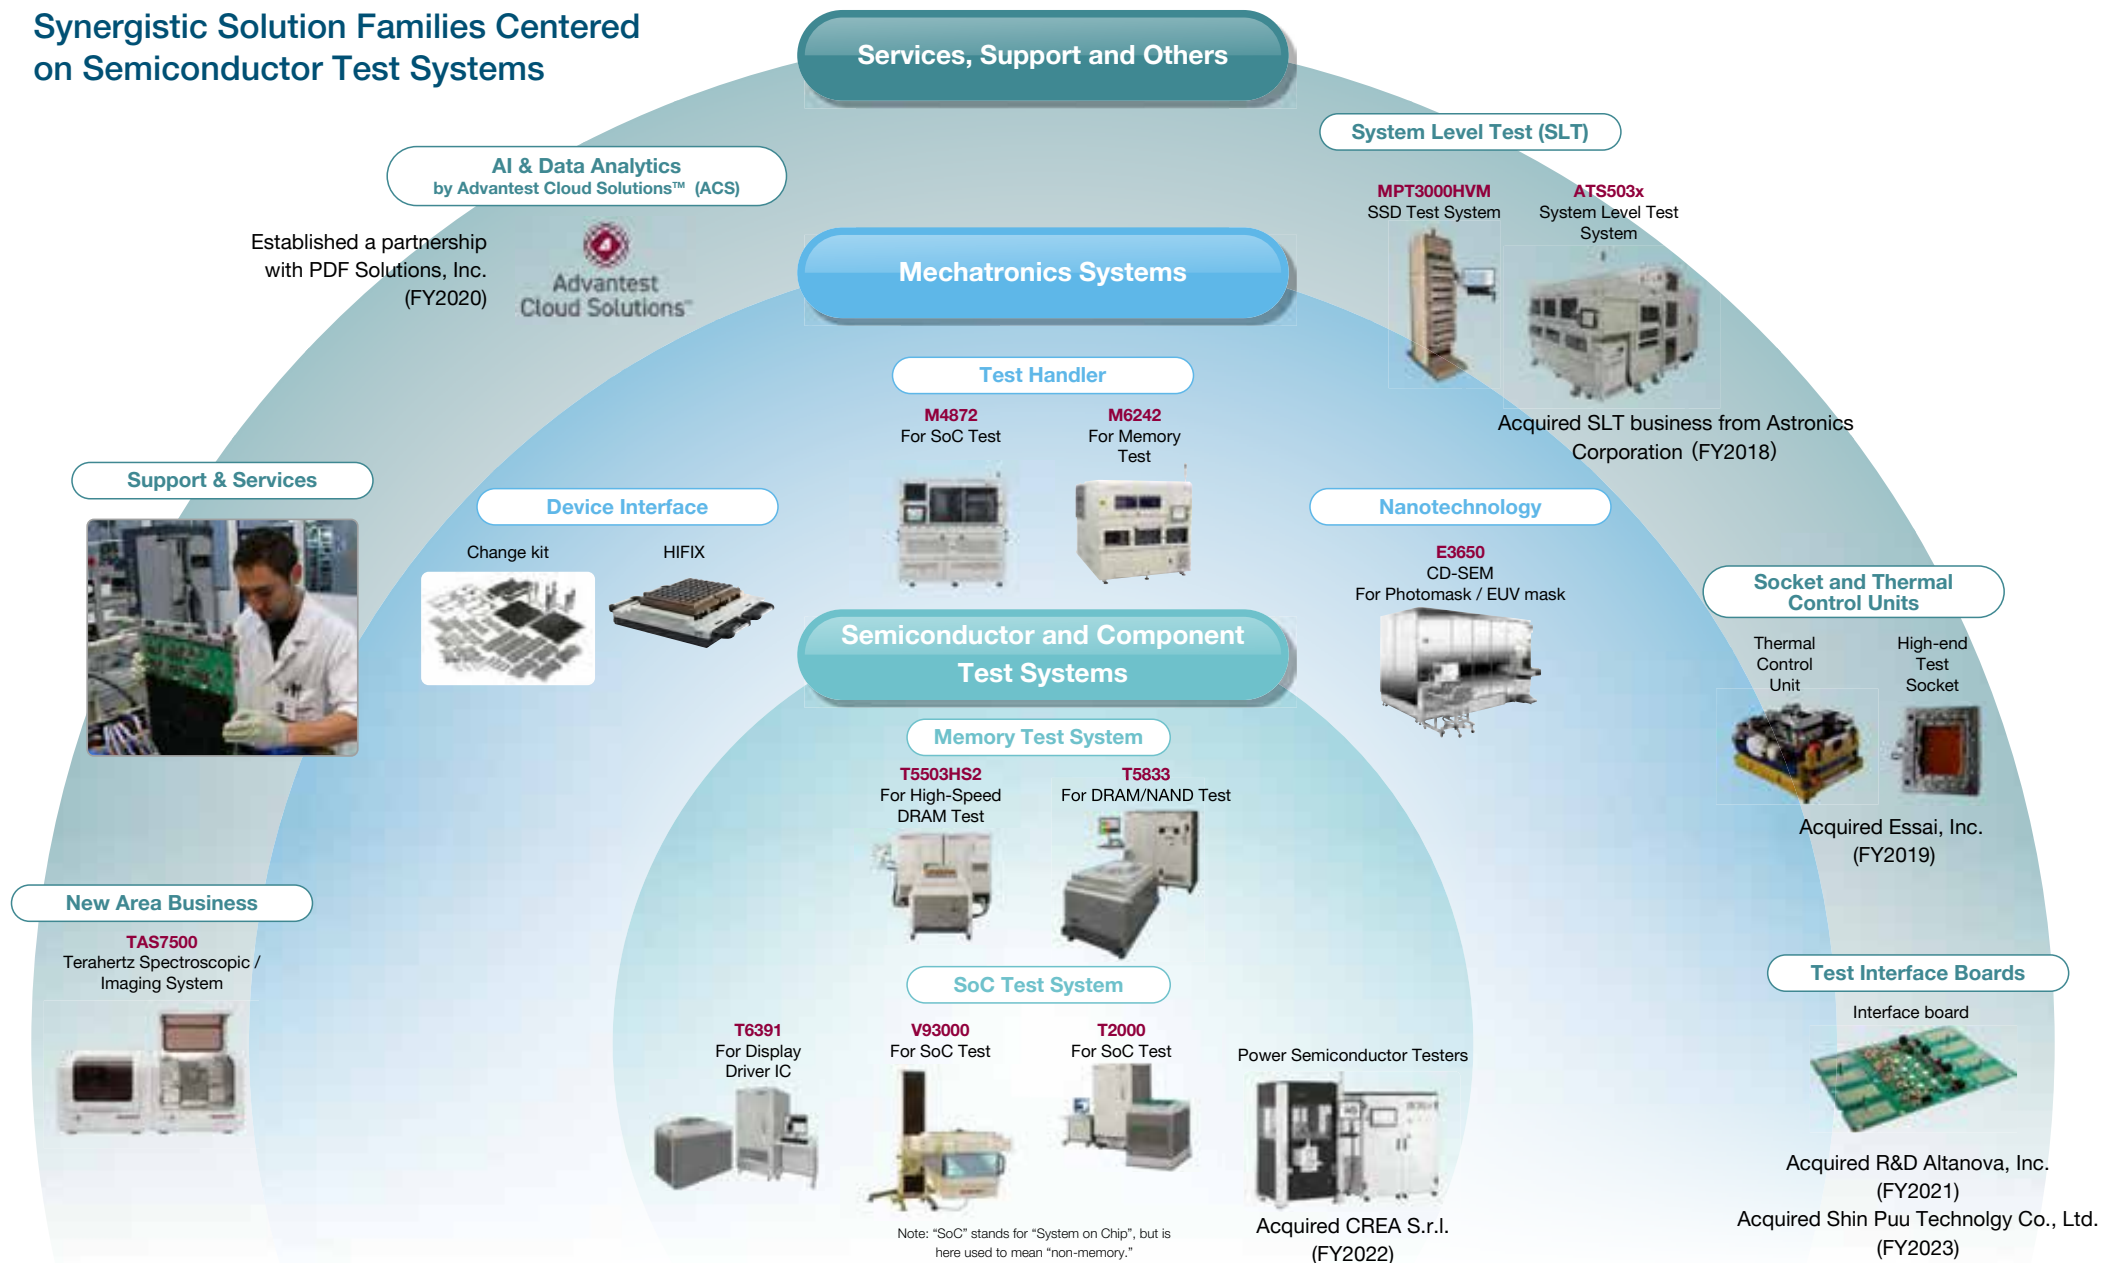 Synergistic Solution Families Centered
on Semiconductor Test Systems
Services, Support and Others
System Level Test (SLT)
MPT3000HVM
SSD Test System
ATS503x
System Level Test
System
Acquired SLT business from Astronics
Corporation (FY2018)
AI & Data Analytics
by Advantest Cloud Solutions™ (ACS)
Established a partnership
with PDF Solutions, Inc.
(FY2020)
Advantest
Cloud Solutions™
Mechatronics Systems
Test Handler
M4872
For SoC Test
M6242
For Memory
Test
Support & Services
Device Interface
Change kit
HIFIX
Nanotechnology
E3650
CD-SEM
For Photomask / EUV mask
Socket and Thermal
Control Units
Thermal
Control
Unit
High-end
Test
Socket
Acquired Essai, Inc.
(FY2019)
Semiconductor and Component
Test Systems
Memory Test System
T5503HS2
For High-Speed
DRAM Test
T5833
For DRAM/NAND Test
New Area Business
TAS7500
Terahertz Spectroscopic /
Imaging System
SoC Test System
T6391
For Display
Driver IC
V93000
For SoC Test
T2000
For SoC Test
Power Semiconductor Testers
Acquired CREA S.r.l.
(FY2022)
Note: “SoC” stands for “System on Chip”, but is
here used to mean “non-memory.”
Test Interface Boards
Interface board
Acquired R&D Altanova, Inc.
(FY2021)
Acquired Shin Puu Technolgy Co., Ltd.
(FY2023)